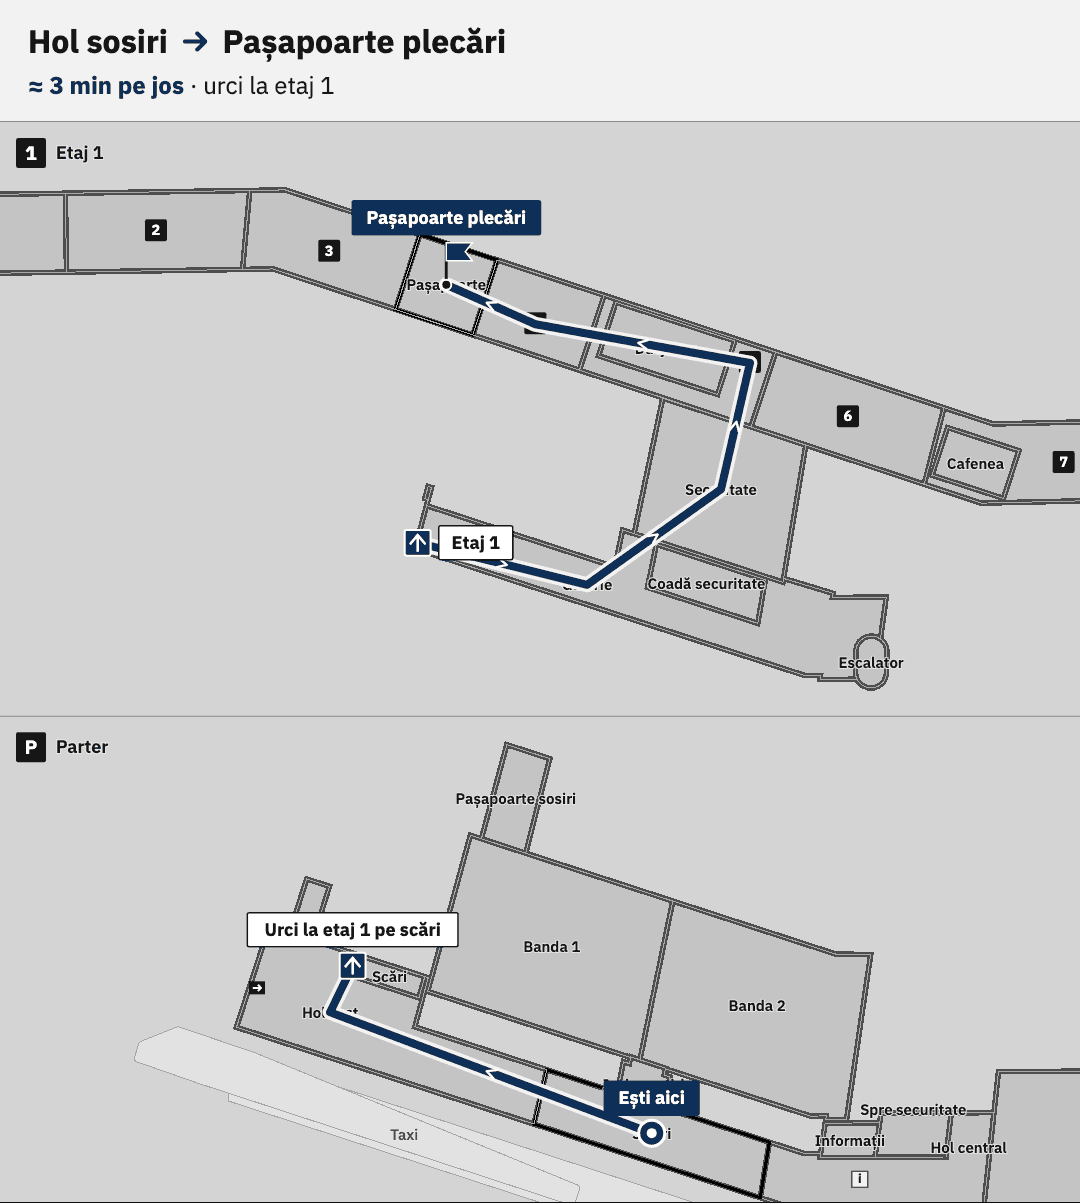 Hol sosiri → Pașapoarte plecări
≈ 3 min pe jos · urci la etaj 1
1 Etaj 1
Pașapoarte plecări
2
3
6
Cafenea
7
Etaj 1
Coadă securitate
Escalator
P Parter
Pașapoarte sosiri
Urci la etaj 1 pe scări
Banda 1
Scări
Banda 2
Ești aici
Spre securitate
Taxi
Informații
Hol central
i